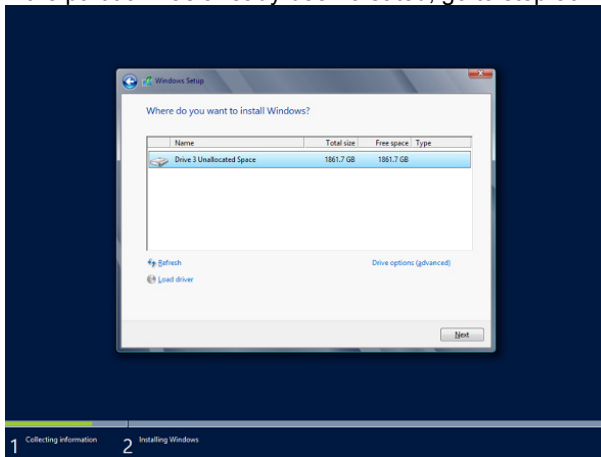 Windows Setup
Where do you want to install Windows?
Name Total size Free space Type
Drive 3 Unallocated Space 1861.7 GB 1861.7 GB
Refresh Drive options (advanced)
Load driver
Next
1 Collecting information 2 Installing Windows